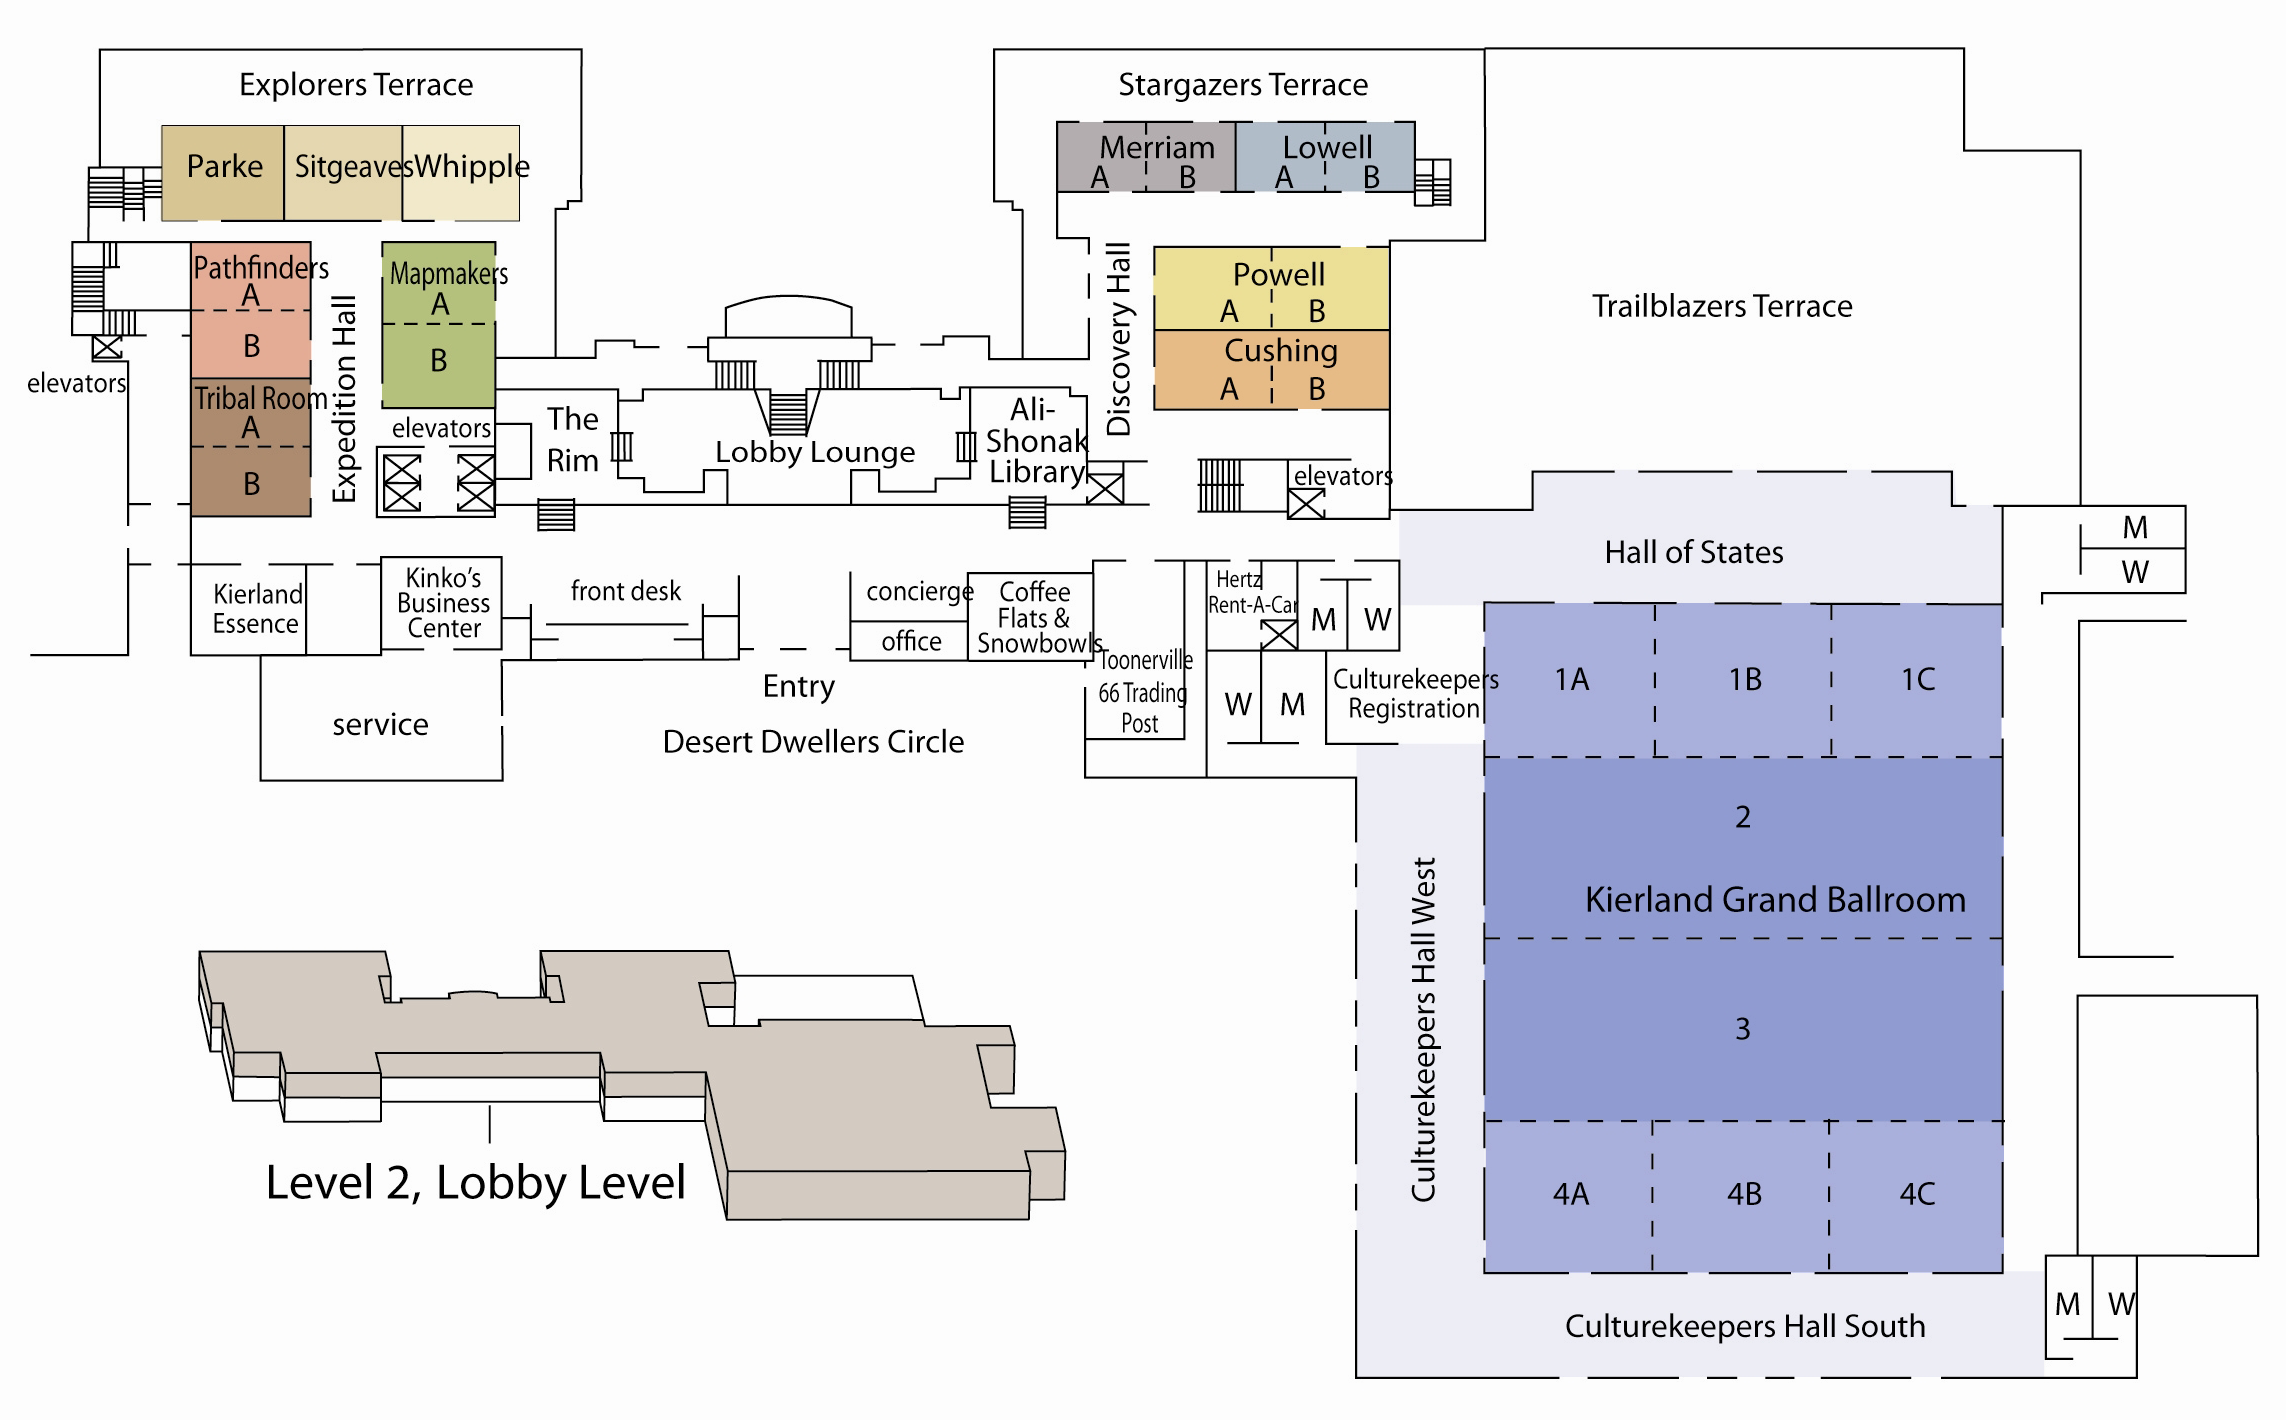 Explorers Terrace
Parke
Sitgeaves
Whipple
Pathfinders
A
B
Tribal Room
A
B
Expedition Hall
Mapmakers
A
B
elevators
elevators
The
Rim
Lobby Lounge
Ali-
Shonak
Library
Stargazers Terrace
Merriam
A
B
Lowell
A
B
Discovery Hall
Powell
A
B
Cushing
A
B
elevators
Trailblazers Terrace
Hall of States
M
W
Kierland
Essence
Kinko’s
Business
Center
front desk
concierge
office
Coffee
Flats &
Snowbowls
Toonerville
66 Trading
Post
Hertz
Rent-A-Car
M
W
W
M
Culturekeepers
Registration
service
Entry
Desert Dwellers Circle
1A
1B
1C
2
Kierland Grand Ballroom
3
4A
4B
4C
Culturekeepers Hall West
Culturekeepers Hall South
M
W
Level 2, Lobby Level